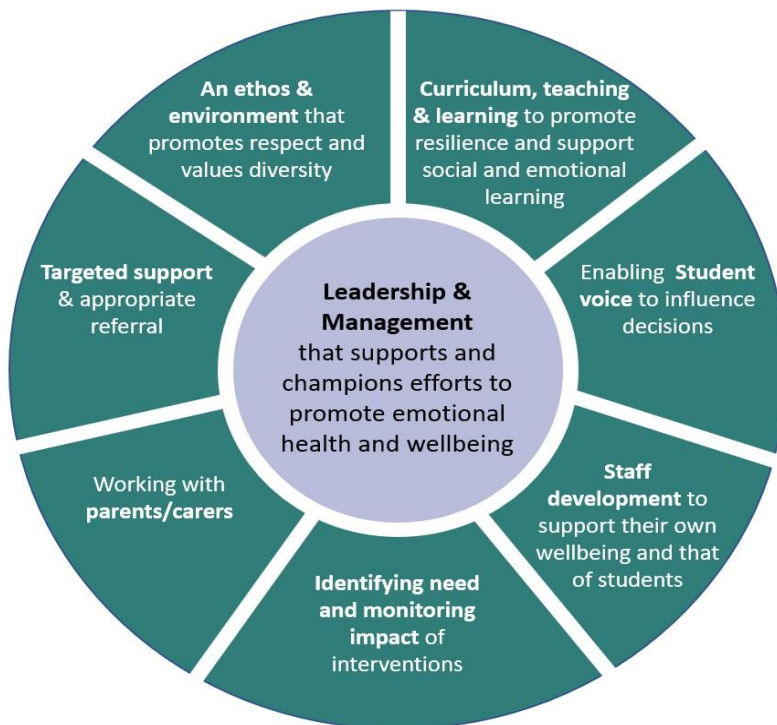 An ethos &
environment that
promotes respect and
values diversity
Curriculum, teaching
& learning to promote
resilience and support
social and emotional
learning
Enabling Student
voice to influence
decisions
Staff
development to
support their own
wellbeing and that
of students
Identifying need
and monitoring
impact of
interventions
Working with
parents/carers
Targeted support
& appropriate
referral
Leadership &
Management
that supports and
champions efforts to
promote emotional
health and wellbeing